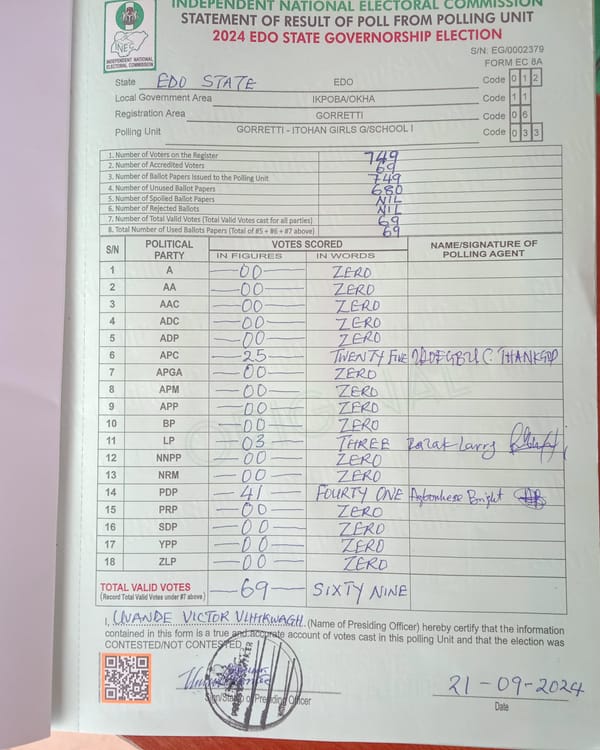 INDEPENDENT NATIONAL ELECTORAL COMMISSION
STATEMENT OF RESULT OF POLL FROM POLLING UNIT
2024 EDO STATE GOVERNORSHIP ELECTION
INEC
INDEPENDENT NATIONAL
ELECTORAL COMMISSION
S/N: EG/0002379
FORM EC 8A
State EDO STATE EDO Code 0 1 2
Local Government Area IKPOBA/OKHA Code 1 1
Registration Area GORRETTI Code 0 6
Polling Unit GORRETTI - ITOHAN GIRLS G/SCHOOL I Code 0 3 3
1. Number of Voters on the Register 749
2. Number of Accredited Voters 69
3. Number of Ballot Papers Issued to the Polling Unit 749
4. Number of Unused Ballot Papers 680
5. Number of Spoiled Ballot Papers NIL
6. Number of Rejected Ballots NIL
7. Number of Total Valid Votes (Total Valid Votes cast for all parties) 69
8. Total Number of Used Ballots Papers (Total of #5 + #6 + #7 above) 69
S/N POLITICAL PARTY VOTES SCORED NAME/SIGNATURE OF POLLING AGENT
IN FIGURES IN WORDS
1 A 00 ZERO
2 AA 00 ZERO
3 AAC 00 ZERO
4 ADC 00 ZERO
5 ADP 00 ZERO
6 APC 25 TWENTY FIVE C. THANKGOD
7 APGA 00 ZERO
8 APM 00 ZERO
9 APP 00 ZERO
10 BP 00 ZERO
11 LP 03 THREE Razak Larry
12 NNPP 00 ZERO
13 NRM 00 ZERO
14 PDP 41 FOURTY ONE Bright
15 PRP 00 ZERO
16 SDP 00 ZERO
17 YPP 00 ZERO
18 ZLP 00 ZERO
ORIGINAL
TOTAL VALID VOTES 69 SIXTY NINE
(Record Total Valid Votes under #7 above)
I, UVANDE VICTOR (Name of Presiding Officer) hereby certify that the information
contained in this form is a true and accurate account of votes cast in this polling Unit and that the election was
CONTESTED/NOT CONTESTED.
Sign/Stamp of Presiding Officer
21-09-2024
Date